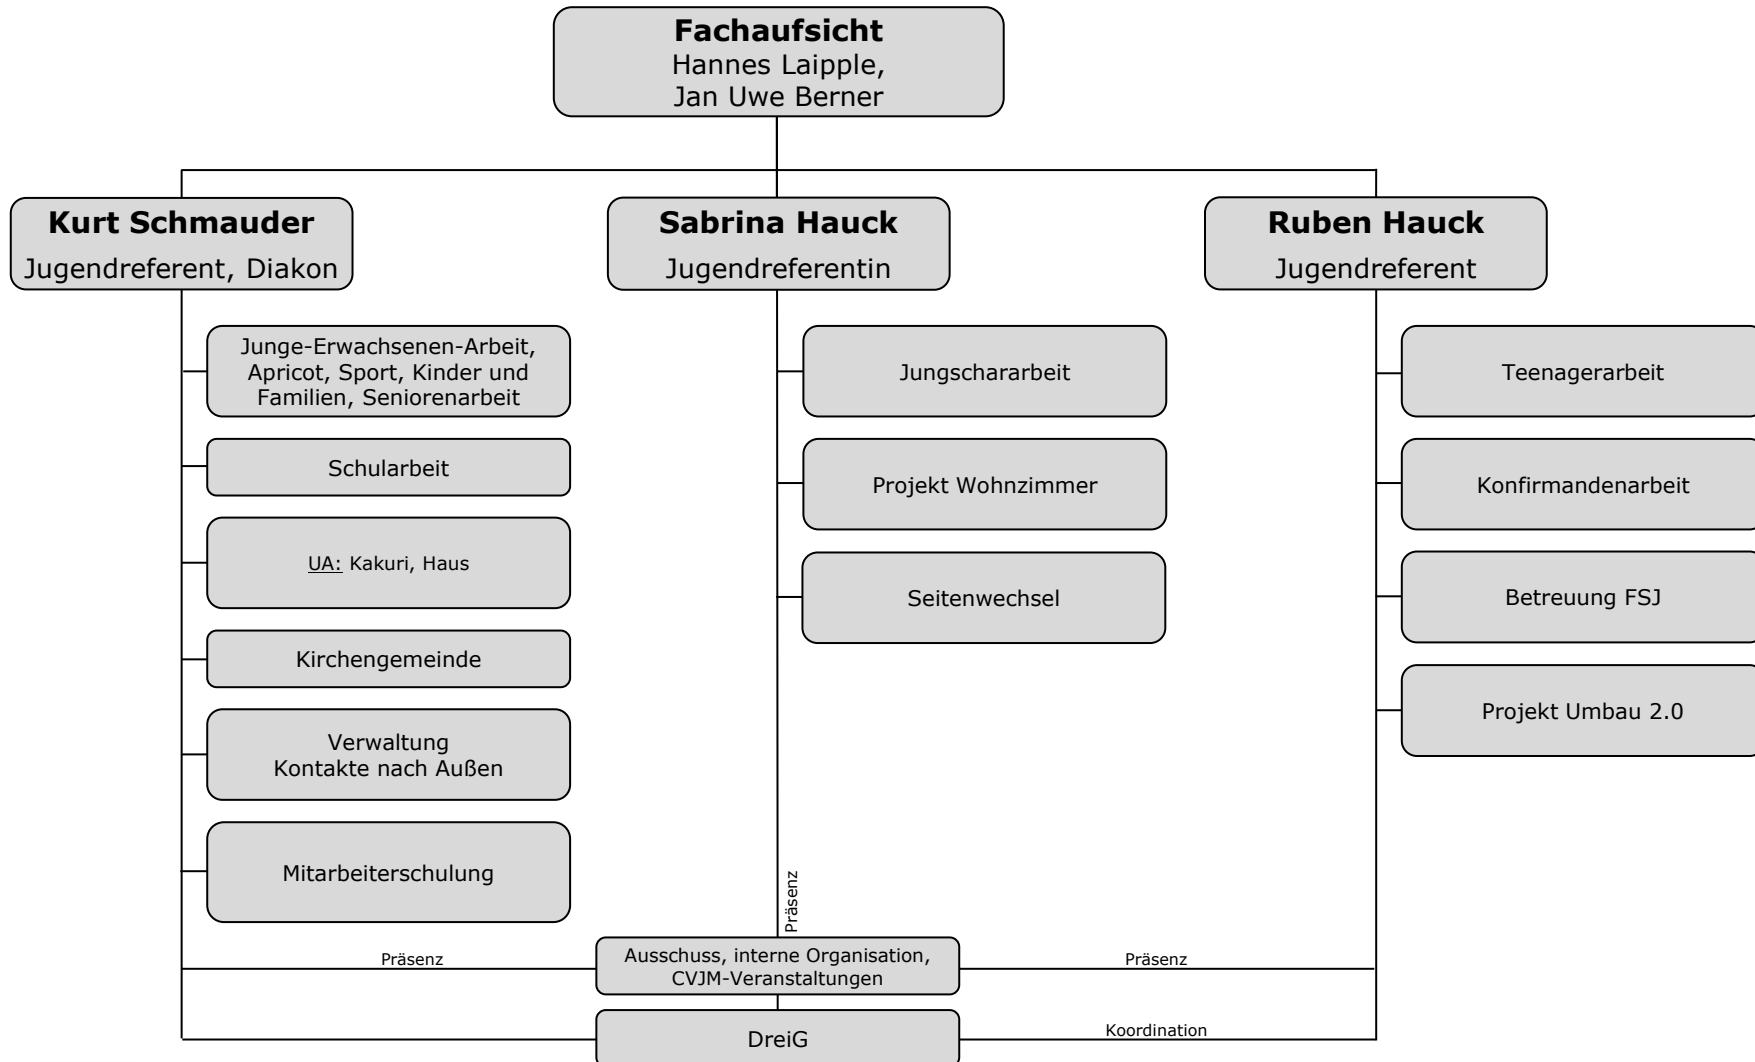 Fachaufsicht
Hannes Laipple,
Jan Uwe Berner
Kurt Schmauder
Jugendreferent, Diakon
Sabrina Hauck
Jugendreferentin
Ruben Hauck
Jugendreferent
Junge-Erwachsenen-Arbeit,
Apricot, Sport, Kinder und
Familien, Seniorenarbeit
Schularbeit
UA: Kakuri, Haus
Kirchengemeinde
Verwaltung
Kontakte nach Außen
Mitarbeiterschulung
Jungschararbeit
Projekt Wohnzimmer
Seitenwechsel
Teenagerarbeit
Konfirmandenarbeit
Betreuung FSJ
Projekt Umbau 2.0
Präsenz
Präsenz
Ausschuss, interne Organisation,
CVJM-Veranstaltungen
Präsenz
DreiG
Koordination